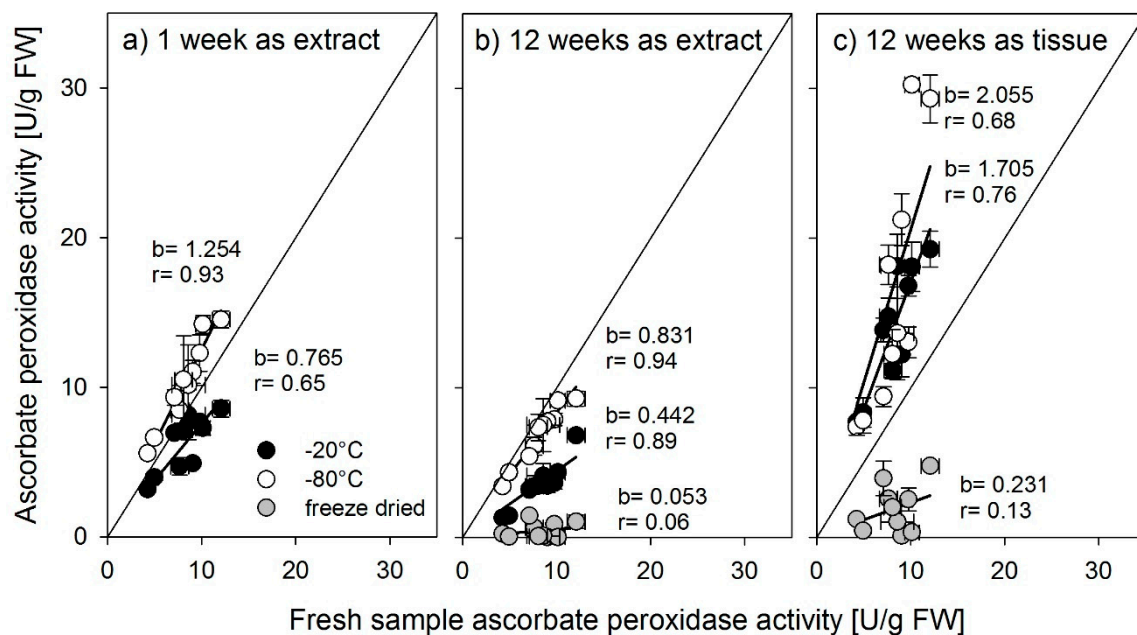 Ascorbate peroxidase activity [U/g FW]
30
20
10
0
a) 1 week as extract
b= 1.254
r= 0.93
b= 0.765
r= 0.65
-20°C
-80°C
freeze dried
0 10 20 30
b) 12 weeks as extract
b= 0.831
r= 0.94
b= 0.442
r= 0.89
b= 0.053
r= 0.06
0 10 20 30
c) 12 weeks as tissue
b= 2.055
r= 0.68
b= 1.705
r= 0.76
b= 0.231
r= 0.13
0 10 20 30
Fresh sample ascorbate peroxidase activity [U/g FW]